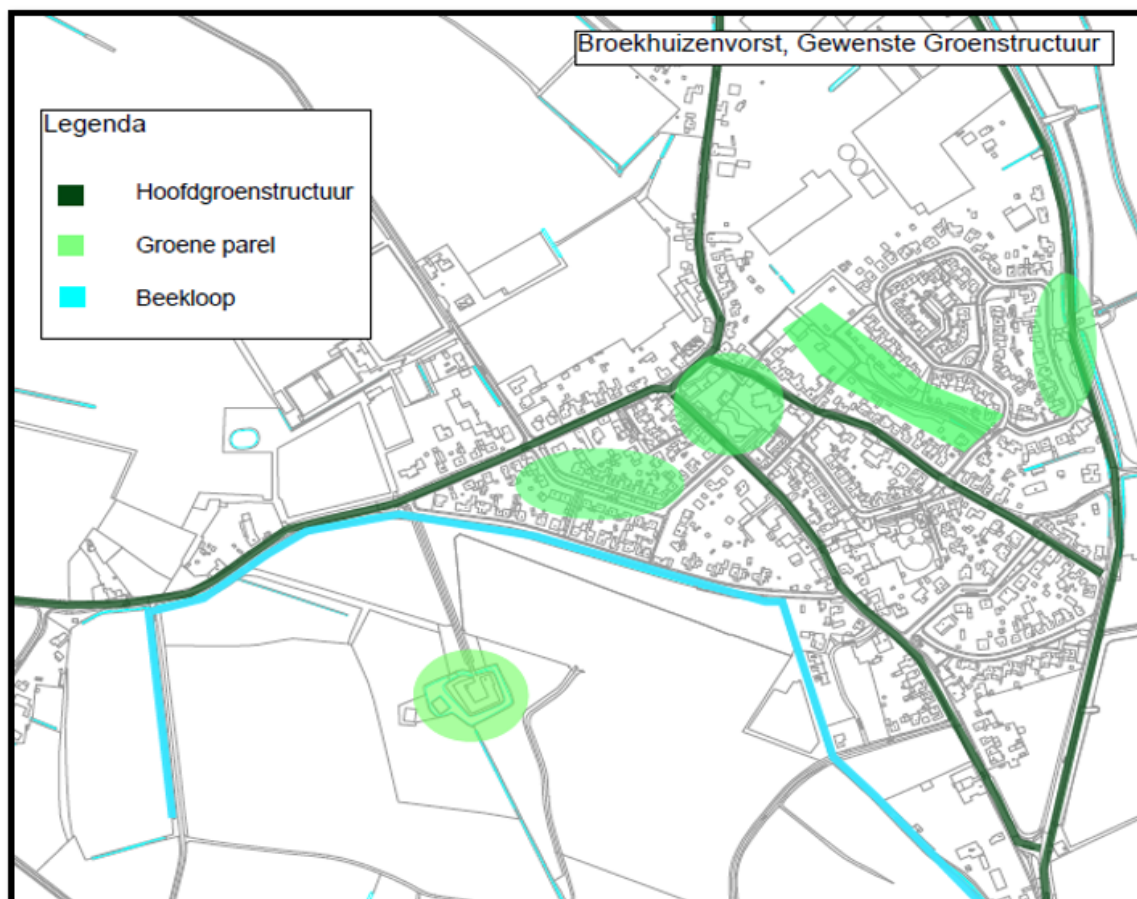 Broekhuizenvorst, Gewenste Groenstructuur
Legenda
Hoofdgroenstructuur
Groene parel
Beekloop